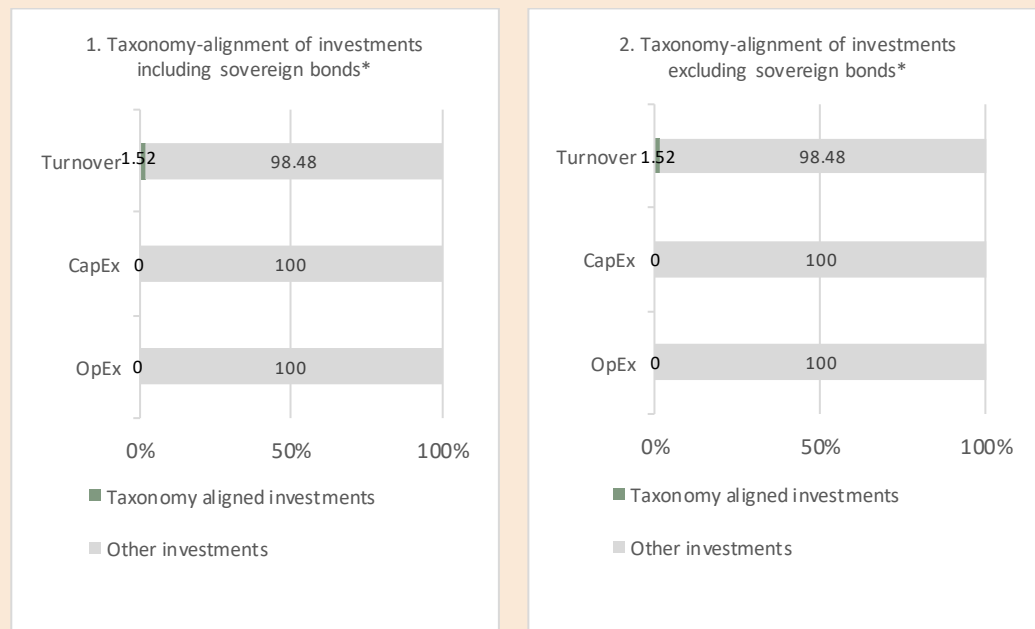 1. Taxonomy-alignment of investments
including sovereign bonds*
Turnover 1.52 98.48
CapEx 0 100
OpEx 0 100
0% 50% 100%
Taxonomy aligned investments
Other investments
2. Taxonomy-alignment of investments
excluding sovereign bonds*
Turnover 1.52 98.48
CapEx 0 100
OpEx 0 100
0% 50% 100%
Taxonomy aligned investments
Other investments